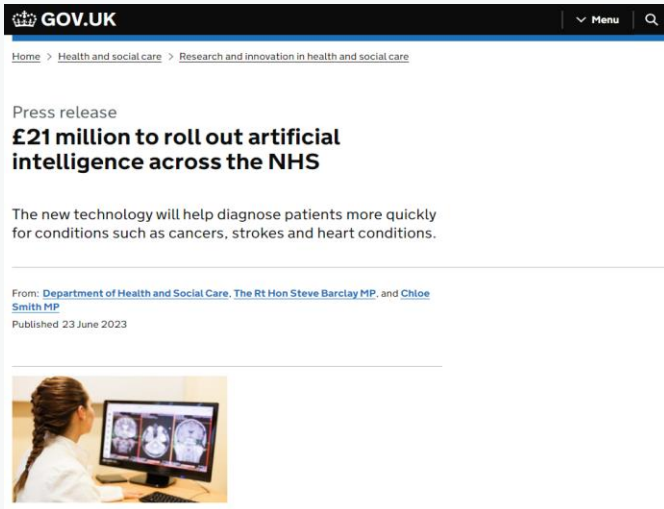 GOV.UK
Menu
Home > Health and social care > Research and innovation in health and social care
Press release
£21 million to roll out artificial
intelligence across the NHS
The new technology will help diagnose patients more quickly
for conditions such as cancers, strokes and heart conditions.
From: Department of Health and Social Care, The Rt Hon Steve Barclay MP, and Chloe
Smith MP
Published 23 June 2023